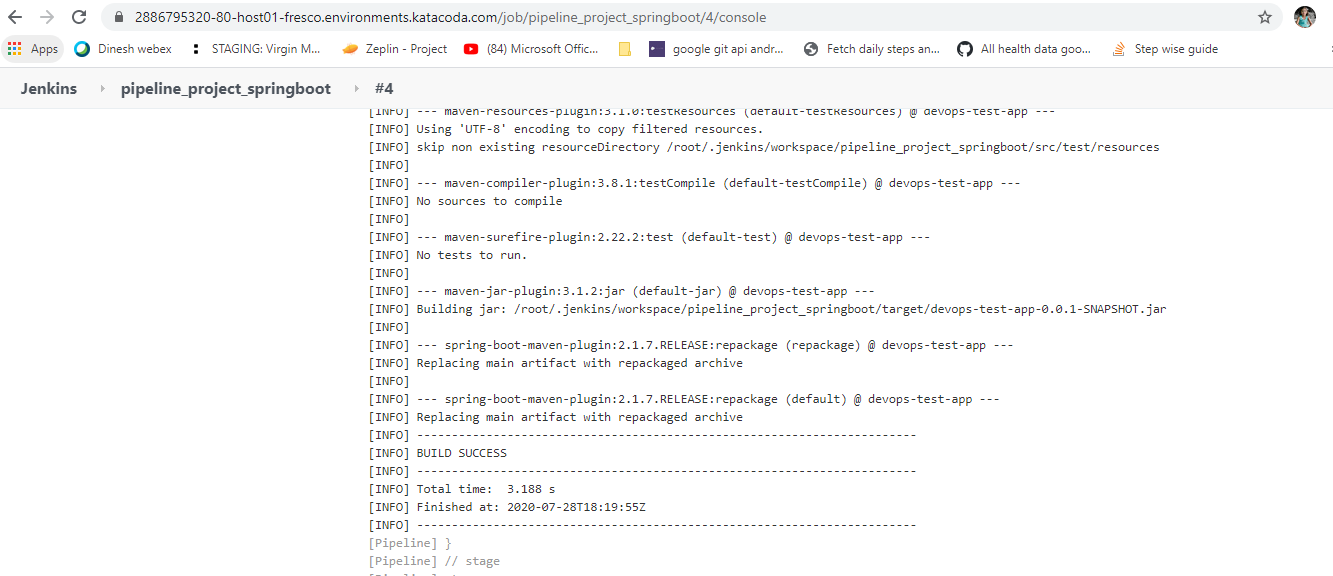 2886795320-80-host01-fresco.environments.katacoda.com/job/pipeline_project_springboot/4/console
Apps Dinesh webex STAGING: Virgin M... Zeplin - Project (84) Microsoft Offic... google git api andr... Fetch daily steps an... All health data goo... Step wise guide
Jenkins pipeline_project_springboot #4
[INFO] --- maven-resources-plugin:3.1.0:testResources (default-testResources) @ devops-test-app ---
[INFO] Using 'UTF-8' encoding to copy filtered resources.
[INFO] skip non existing resourceDirectory /root/.jenkins/workspace/pipeline_project_springboot/src/test/resources
[INFO]
[INFO] --- maven-compiler-plugin:3.8.1:testCompile (default-testCompile) @ devops-test-app ---
[INFO] No sources to compile
[INFO]
[INFO] --- maven-surefire-plugin:2.22.2:test (default-test) @ devops-test-app ---
[INFO] No tests to run.
[INFO]
[INFO] --- maven-jar-plugin:3.1.2:jar (default-jar) @ devops-test-app ---
[INFO] Building jar: /root/.jenkins/workspace/pipeline_project_springboot/target/devops-test-app-0.0.1-SNAPSHOT.jar
[INFO]
[INFO] --- spring-boot-maven-plugin:2.1.7.RELEASE:repackage (repackage) @ devops-test-app ---
[INFO] Replacing main artifact with repackaged archive
[INFO]
[INFO] --- spring-boot-maven-plugin:2.1.7.RELEASE:repackage (default) @ devops-test-app ---
[INFO] Replacing main artifact with repackaged archive
[INFO] ------------------------------------------------------------------------
[INFO] BUILD SUCCESS
[INFO] ------------------------------------------------------------------------
[INFO] Total time:  3.188 s
[INFO] Finished at: 2020-07-28T18:19:55Z
[INFO] ------------------------------------------------------------------------
[Pipeline] }
[Pipeline] // stage